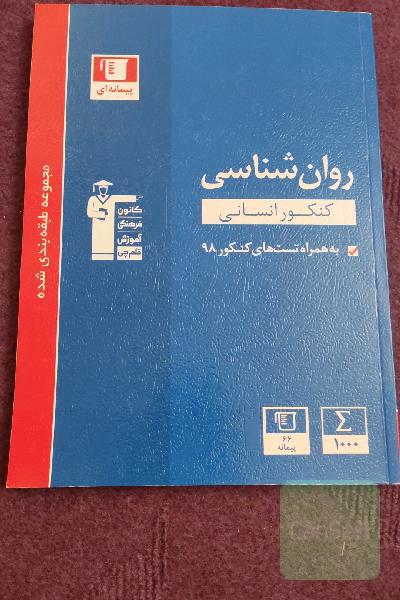 پیمانه‌ای
روان‌شناسی
کنکور انسانی
به همراه تست‌های کنکور ۹۸
کانون
فرهنگی
آموزش
قلم‌چی
مجموعه طبقه‌بندی شده
۶۶
پیمانه
Σ
۱۰۰۰